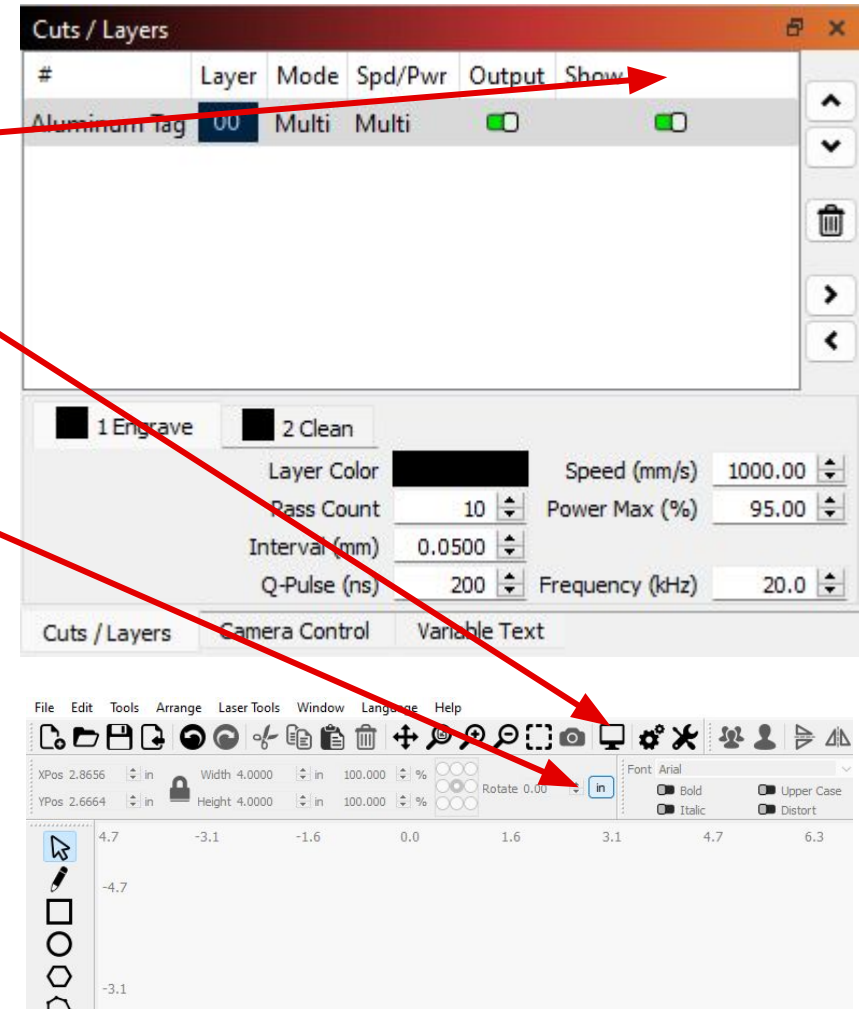 Cuts / Layers
# Layer Mode Spd/Pwr Output Show
Aluminum Tag 00 Multi Multi
1 Engrave 2 Clean
Layer Color Speed (mm/s) 1000.00
Pass Count 10 Power Max (%) 95.00
Interval (mm) 0.0500
Q-Pulse (ns) 200 Frequency (kHz) 20.0
Cuts / Layers Camera Control Variable Text
File Edit Tools Arrange Laser Tools Window Language Help
XPos 2.8656 in Width 4.0000 in 100.000 % Rotate 0.00 in Font Arial
Bold Upper Case
YPos 2.6664 in Height 4.0000 in 100.000 %
Italic Distort
4.7 -3.1 -1.6 0.0 1.6 3.1 4.7 6.3
-4.7
-3.1